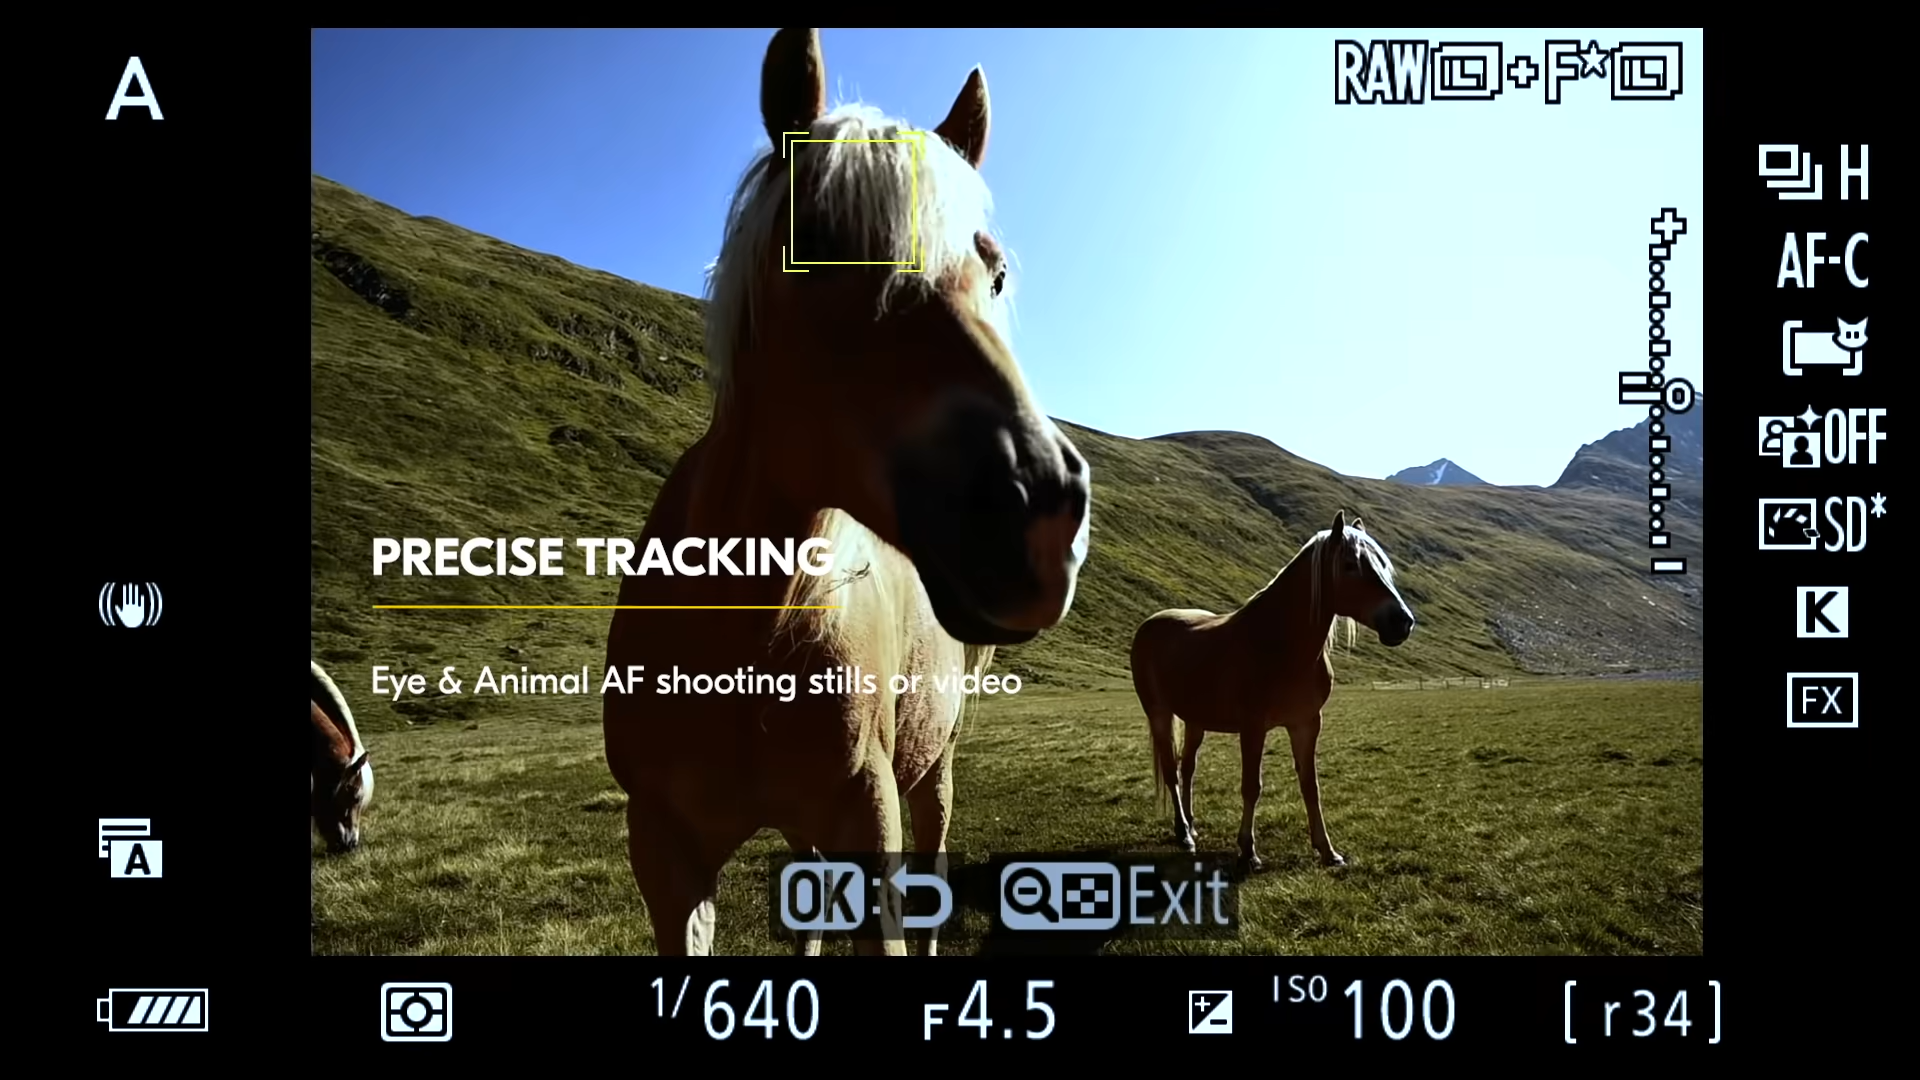 A
RAW L + F★ L
H
AF-C
OFF
SD*
K
FX
PRECISE TRACKING
Eye & Animal AF shooting stills or video
A
OK: Exit
1/640 F4.5 ISO 100 [r34]